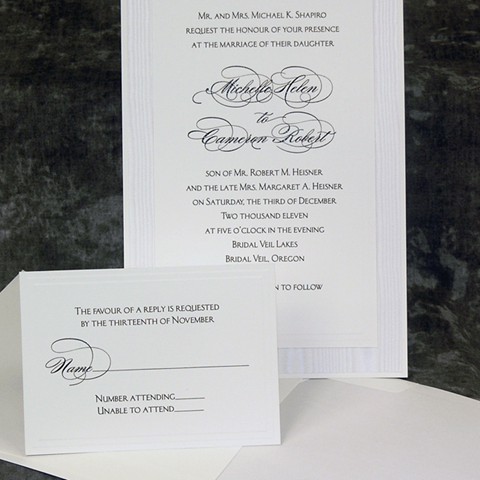 Mr. and Mrs. Michael K. Shapiro
request the honour of your presence
at the marriage of their daughter
Michelle Helen
to
Cameron Robert
son of Mr. Robert M. Heisner
and the late Mrs. Margaret A. Heisner
on Saturday, the third of December
Two thousand eleven
at five o'clock in the evening
Bridal Veil Lakes
Bridal Veil, Oregon
to follow
The favour of a reply is requested
by the thirteenth of November
Name
Number attending
Unable to attend